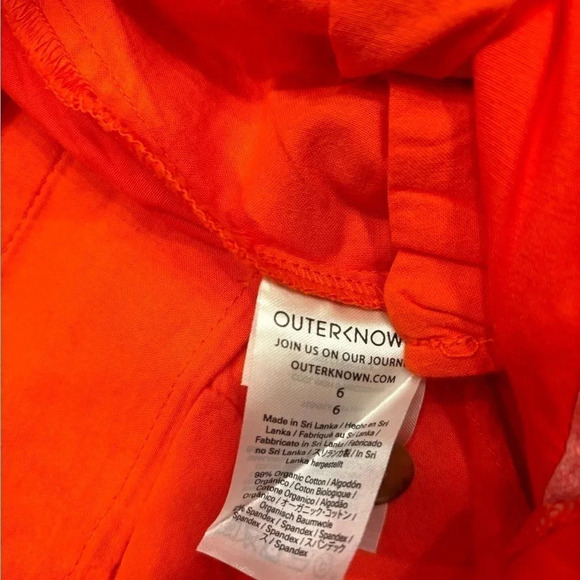 OUTERKNOWN
JOIN US ON OUR JOURN
OUTERKNOWN.COM
6
6
Made in Sri Lanka / Hecho en Sri
Lanka / Fabriqué au Sri Lanka /
Fabbricato in Sri Lanka / Fabricado
no Sri Lanka / スリランカ製 / In Sri
Lanka hergestellt
98% Organic Cotton / Algodón
Orgánico / Coton Biologique /
Cotone Organico / Algodão
Orgânico / オーガニック・コットン /
Organisch Baumwolle
Spandex / Spandex /
Spandex / Spandex /
Spandex / スパンデック
ス / Spandex